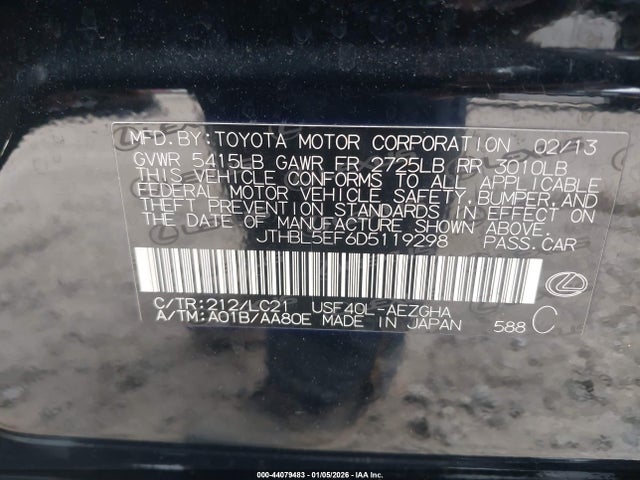 MFD. BY: TOYOTA MOTOR CORPORATION 02/13
GVWR 5415LB GAWR FR 2725LB RR 3010LB
THIS VEHICLE CONFORMS TO ALL APPLICABLE
FEDERAL MOTOR VEHICLE SAFETY, BUMPER, AND
THEFT PREVENTION STANDARDS IN EFFECT ON
THE DATE OF MANUFACTURE SHOWN ABOVE.
JTHBL5EF6D5119298 PASS.CAR
C/TR:212/LC21 USF40L-AEZGHA
A/TM:A01B/AA80E MADE IN JAPAN 588 C
000-44079483 - 01/05/2026 - IAA Inc.